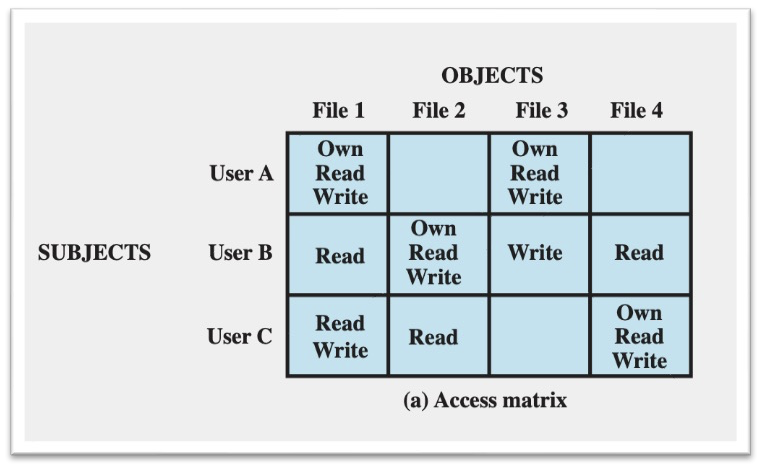 OBJECTS
File 1 File 2 File 3 File 4
User A
Own
Read
Write
Own
Read
Write
SUBJECTS
User B
Read
Own
Read
Write
Write
Read
User C
Read
Write
Read
Own
Read
Write
(a) Access matrix